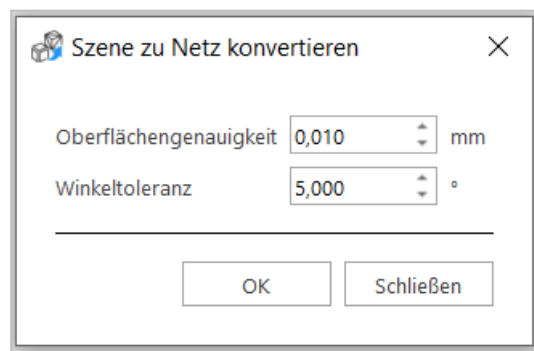 Szene zu Netz konvertieren
Oberflächengenauigkeit 0,010 mm
Winkeltoleranz 5,000 °
OK Schließen